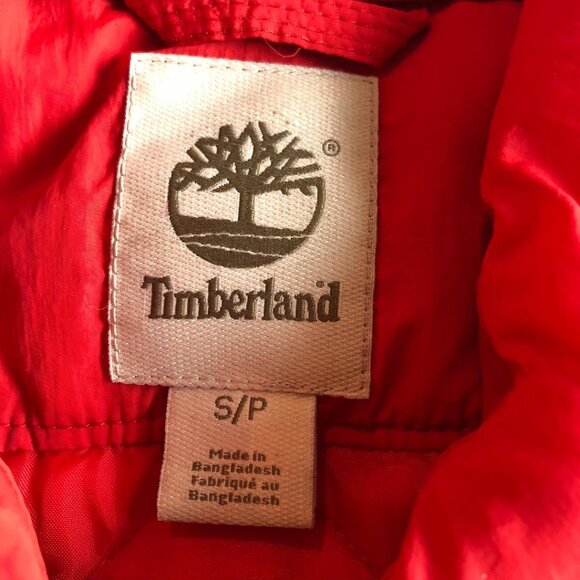 ®
Timberland
S/P
Made in
Bangladesh
Fabriqué au
Bangladesh